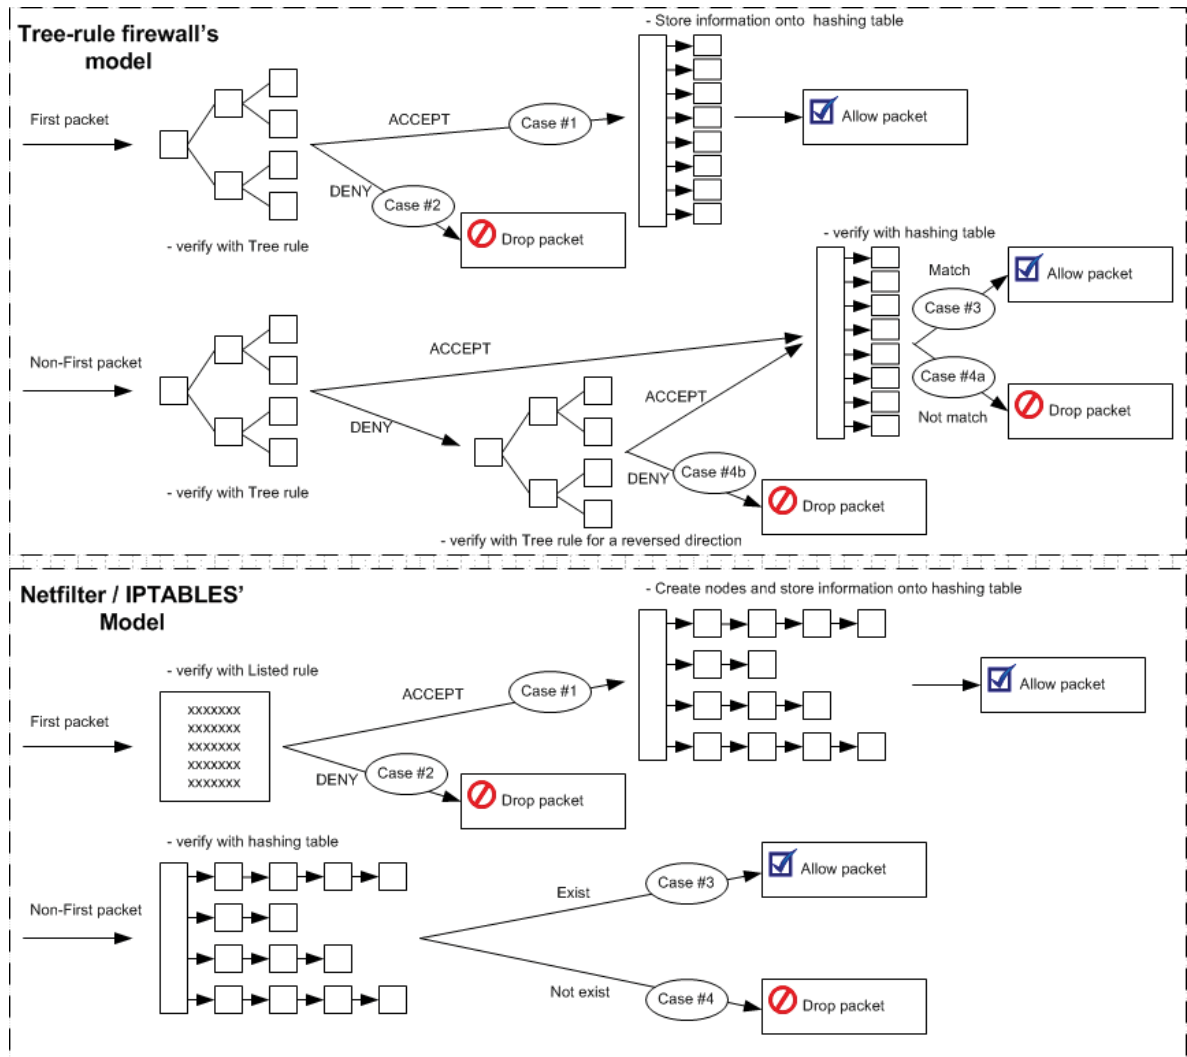 Tree-rule firewall's
model
- Store information onto hashing table
First packet
ACCEPT
Case #1
Allow packet
DENY
Case #2
Drop packet
- verify with Tree rule
- verify with hashing table
Match
Allow packet
Case #3
Non-First packet
ACCEPT
Case #4a
Not match
Drop packet
DENY
ACCEPT
DENY
Case #4b
Drop packet
- verify with Tree rule
- verify with Tree rule for a reversed direction
Netfilter / IPTABLES'
Model
- Create nodes and store information onto hashing table
- verify with Listed rule
First packet
xxxxxxx
xxxxxxx
xxxxxxx
xxxxxxx
xxxxxxx
ACCEPT
Case #1
Allow packet
DENY
Case #2
Drop packet
- verify with hashing table
Non-First packet
Exist
Case #3
Allow packet
Not exist
Case #4
Drop packet